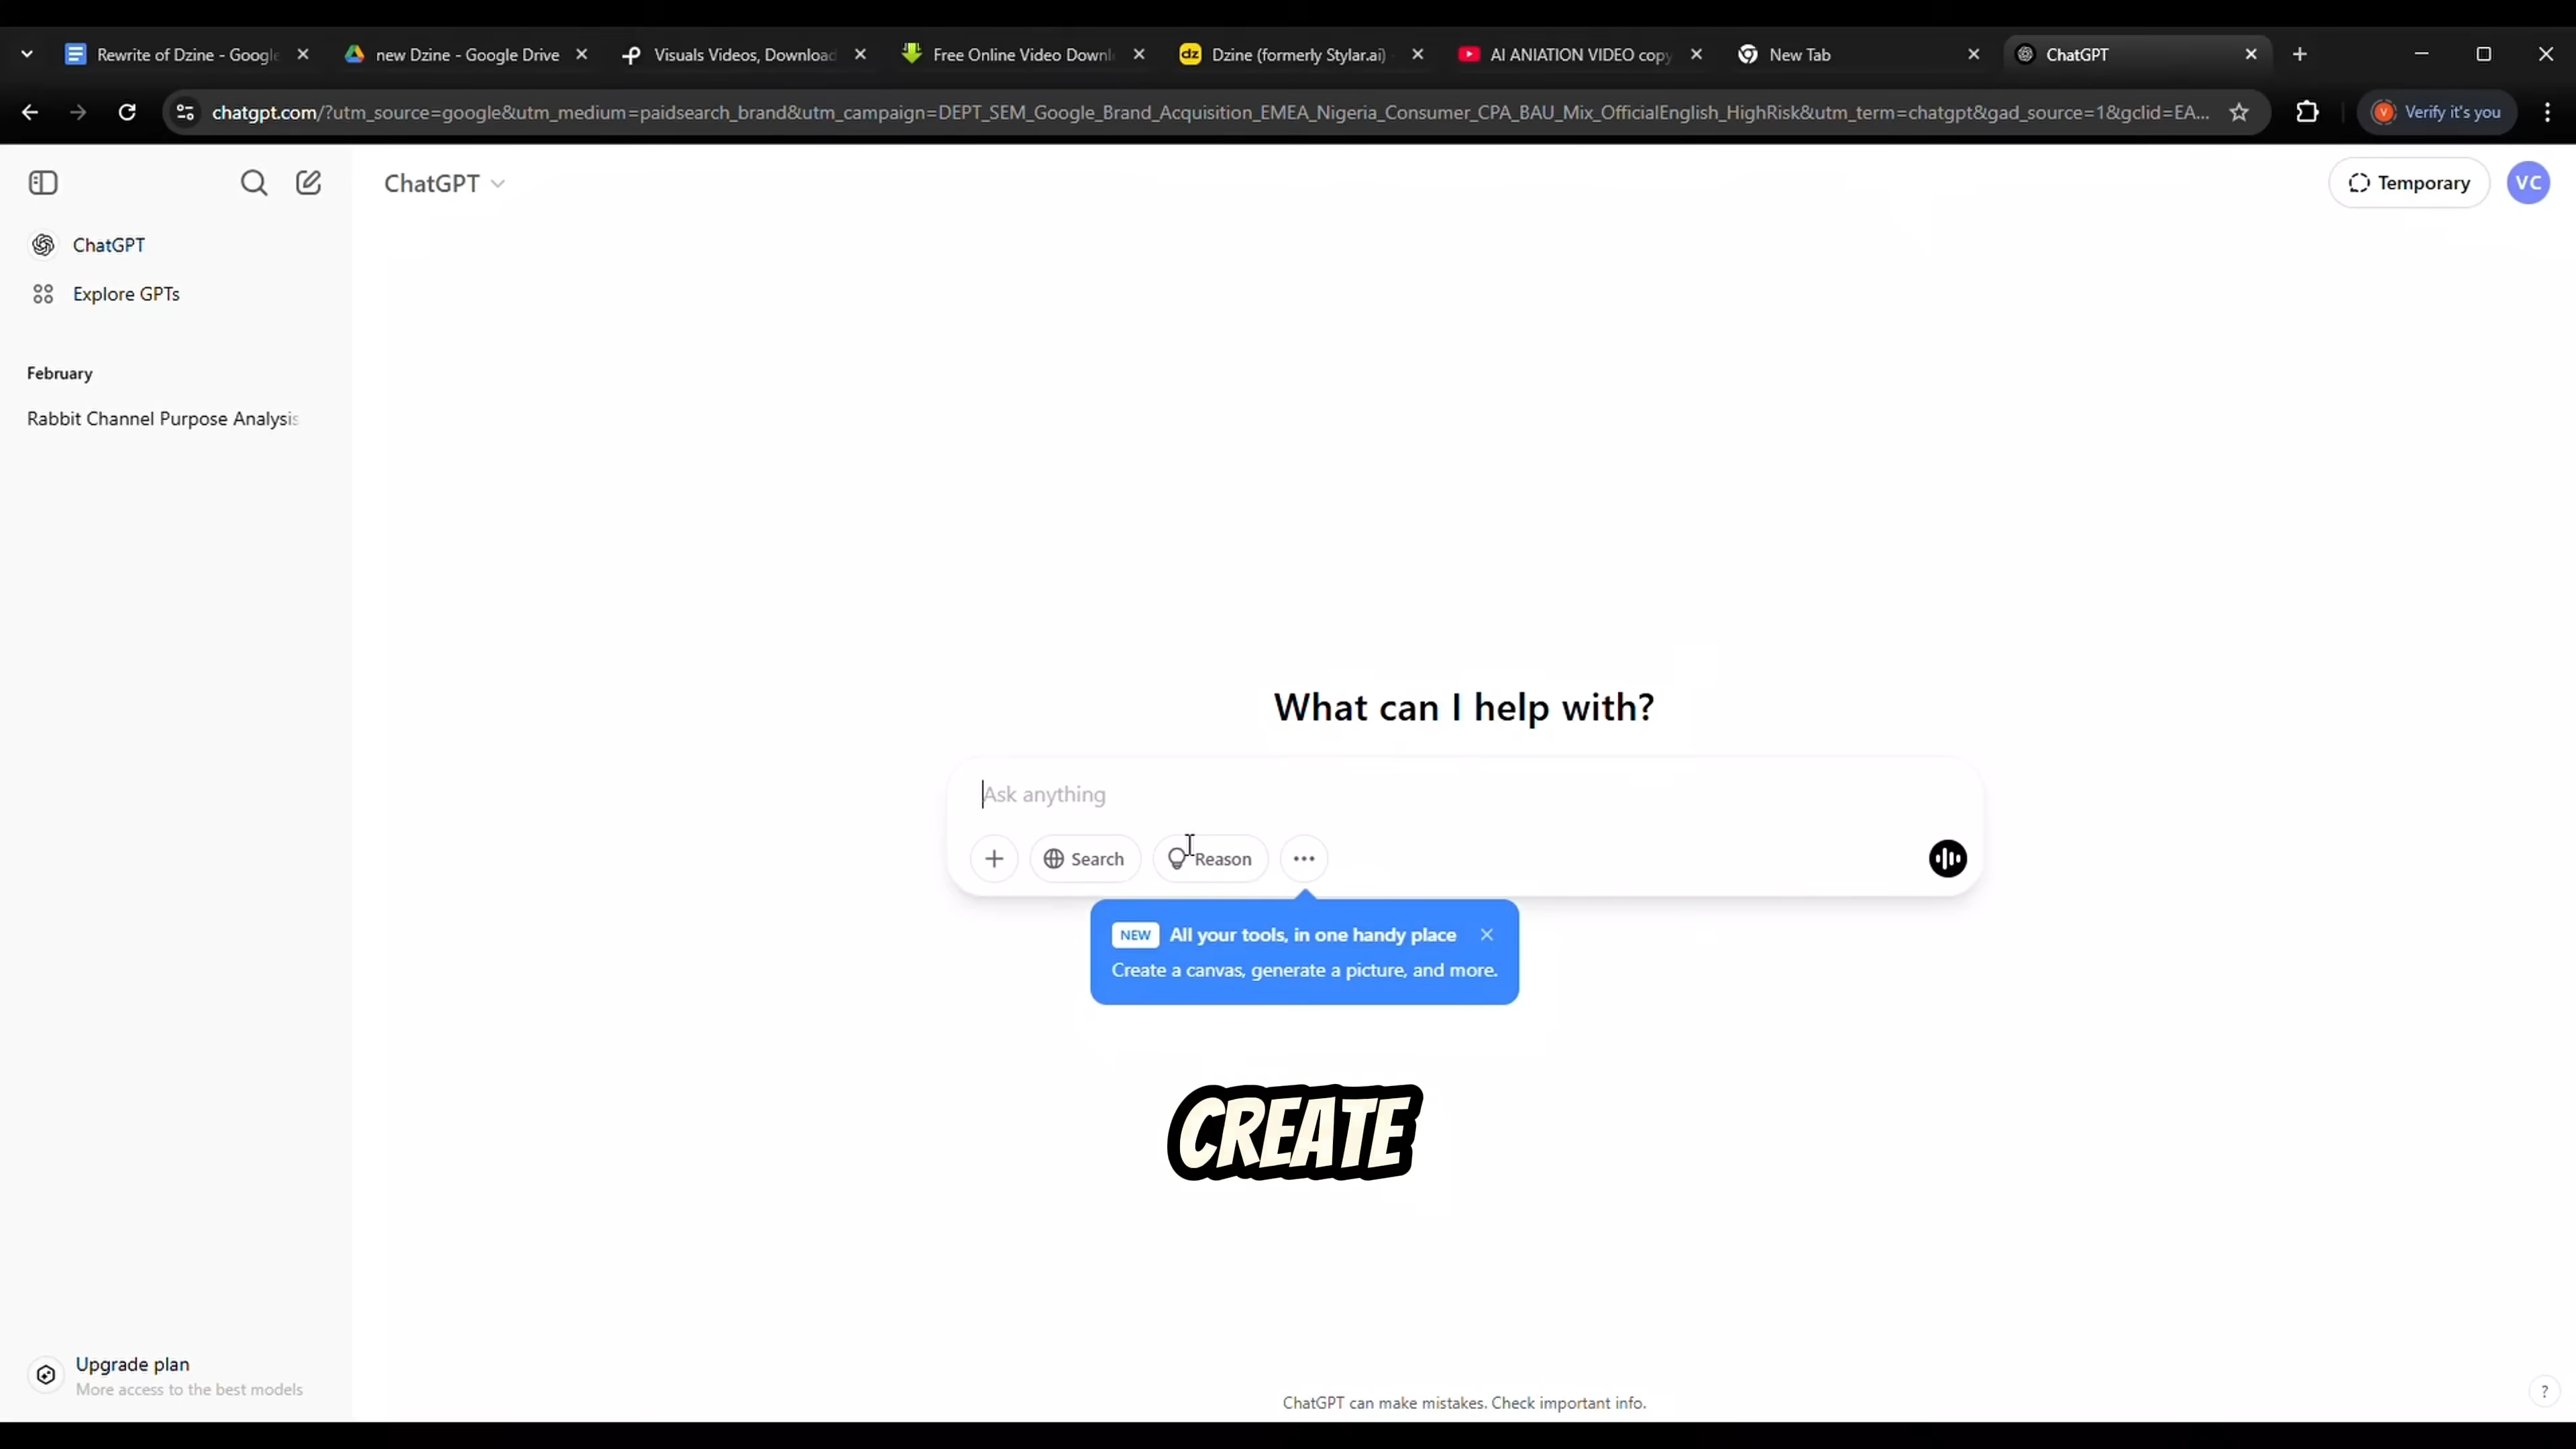 Rewrite of Dzine - Google
new Dzine - Google Drive
Visuals Videos, Download
Free Online Video Downl
dz
Dzine (formerly Stylar.ai)
AI ANIATION VIDEO copy
New Tab
ChatGPT
chatgpt.com/?utm_source=google&utm_medium=paidsearch_brand&utm_campaign=DEPT_SEM_Google_Brand_Acquisition_EMEA_Nigeria_Consumer_CPA_BAU_Mix_OfficialEnglish_HighRisk&utm_term=chatgpt&gad_source=1&gclid=EA...
V
Verify it's you
ChatGPT
Temporary
VC
ChatGPT
Explore GPTs
February
Rabbit Channel Purpose Analysis
What can I help with?
Ask anything
Search
Reason
NEW All your tools, in one handy place
Create a canvas, generate a picture, and more.
CREATE
Upgrade plan
More access to the best models
ChatGPT can make mistakes. Check important info.
?